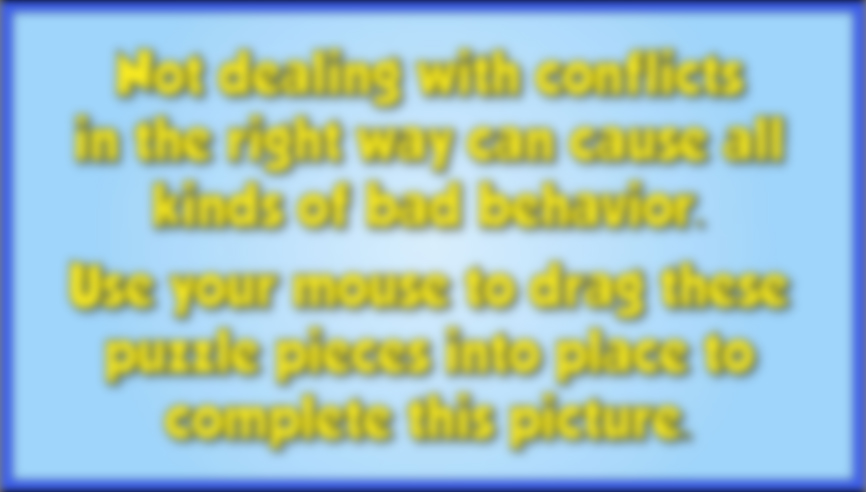 Not dealing with conflicts
in the right way can cause all
kinds of bad behavior.
Use your mouse to drag these
puzzle pieces into place to
complete this picture.